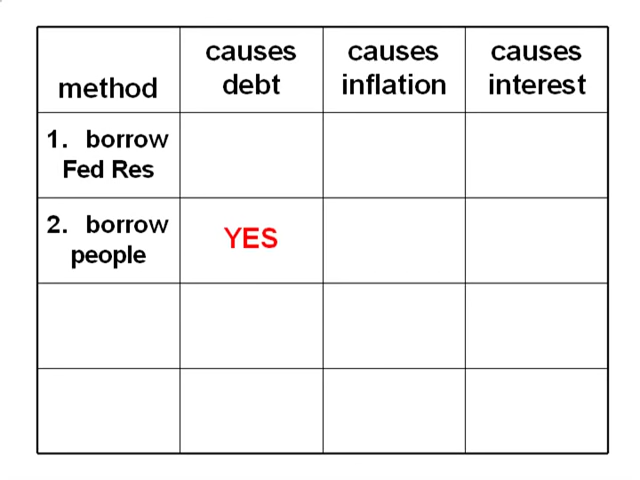 method
causes
debt
causes
inflation
causes
interest
1. borrow
Fed Res
2. borrow
people
YES